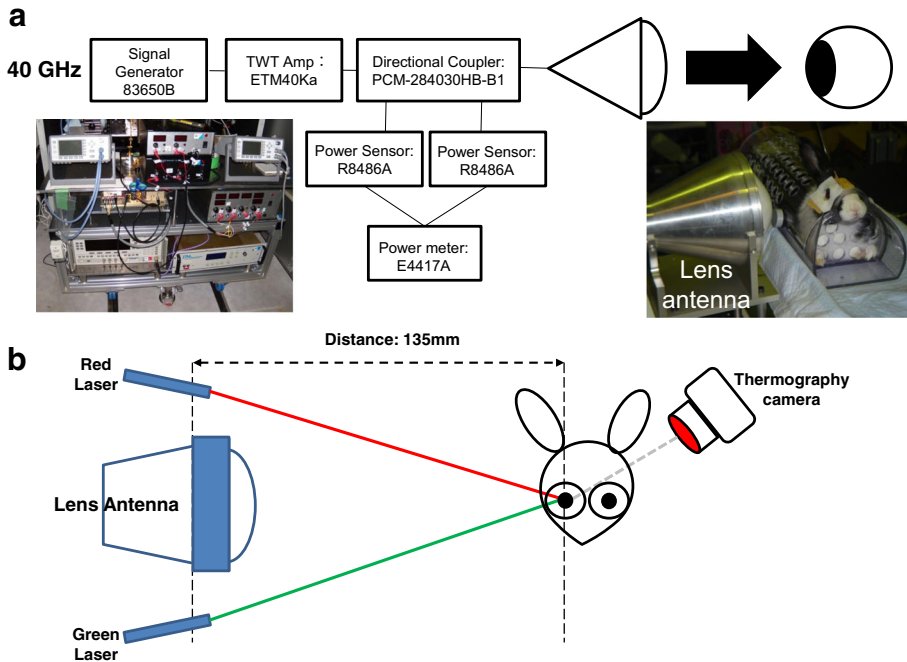 a
40 GHz
Signal
Generator
83650B
TWT Amp：
ETM40Ka
Directional Coupler:
PCM-284030HB-B1
Power Sensor:
R8486A
Power Sensor:
R8486A
Power meter:
E4417A
Lens
antenna
b
Distance: 135mm
Red
Laser
Thermography
camera
Lens Antenna
Green
Laser